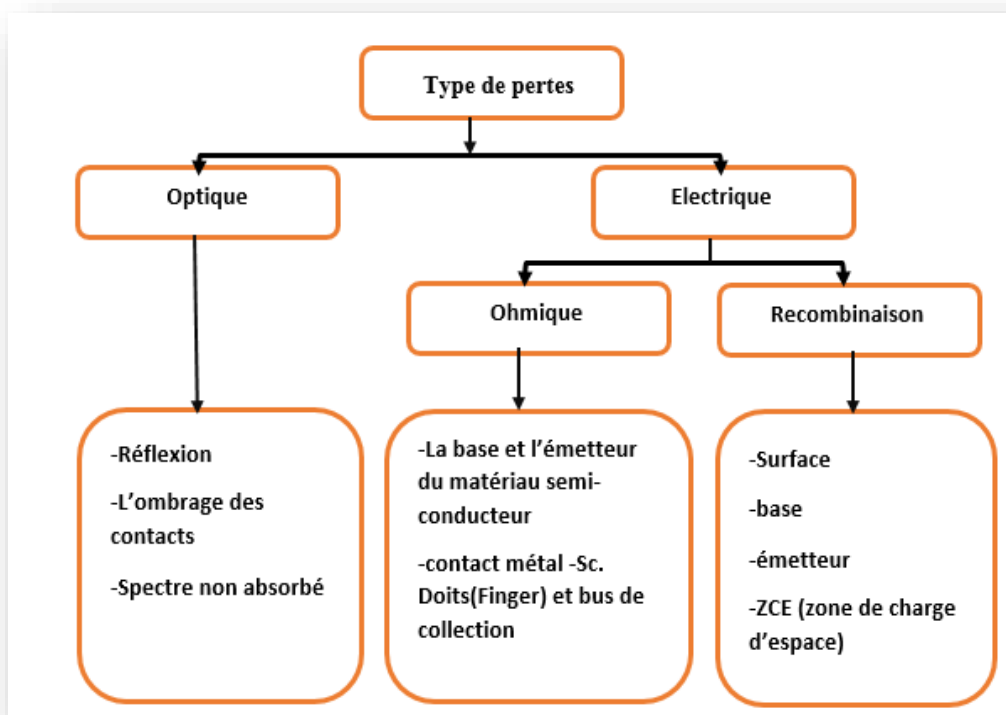 Type de pertes
Optique
Electrique
Ohmique
Recombinaison
-Réflexion
-L'ombrage des
contacts
-Spectre non absorbé
-La base et l'émetteur
du matériau semi-
conducteur
-contact métal -Sc.
Doits(Finger) et bus de
collection
-Surface
-base
-émetteur
-ZCE (zone de charge
d'espace)